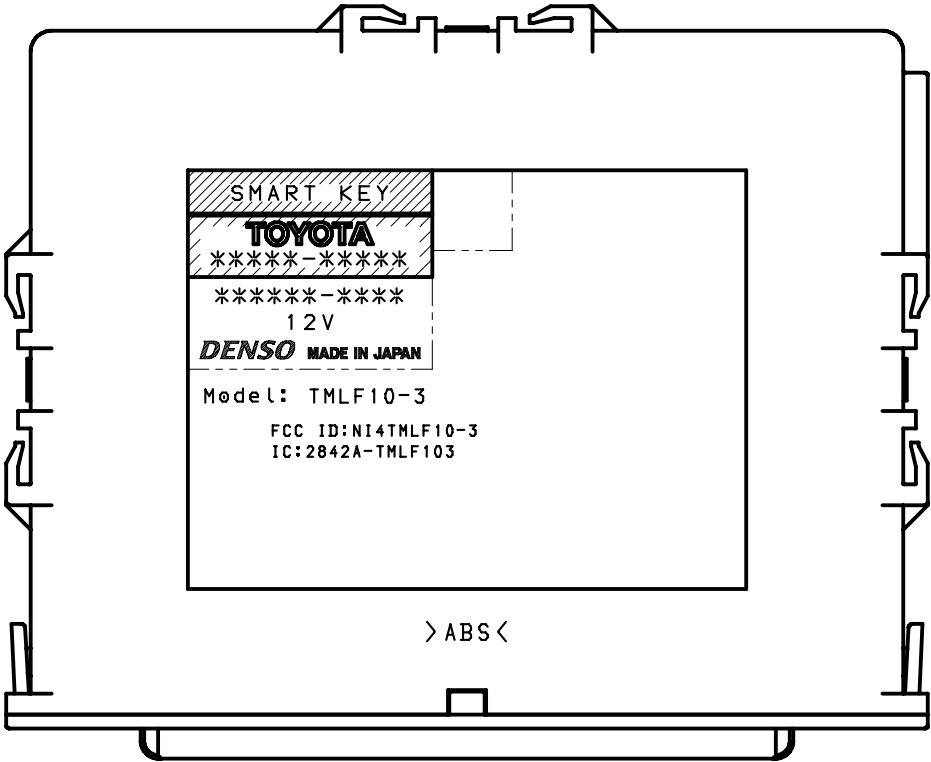 SMART KEY
TOYOTA
*****-*****
******-****
12V
DENSO MADE IN JAPAN
Model: TMLF10-3
FCC ID:NI4TMLF10-3
IC:2842A-TMLF103
>ABS<